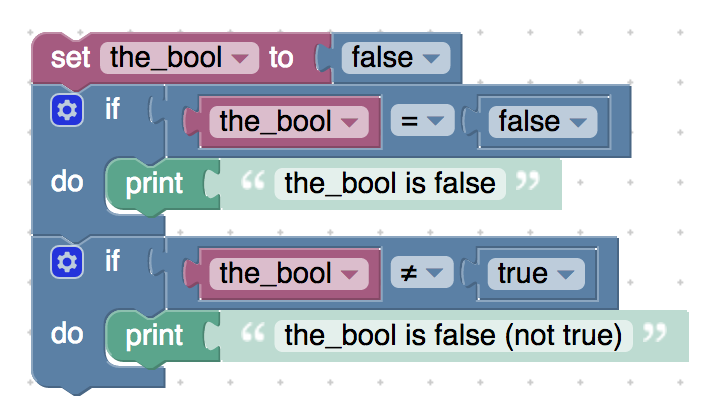 set the_bool to false
if the_bool = false
do print “ the_bool is false ”
if the_bool ≠ true
do print “ the_bool is false (not true) ”